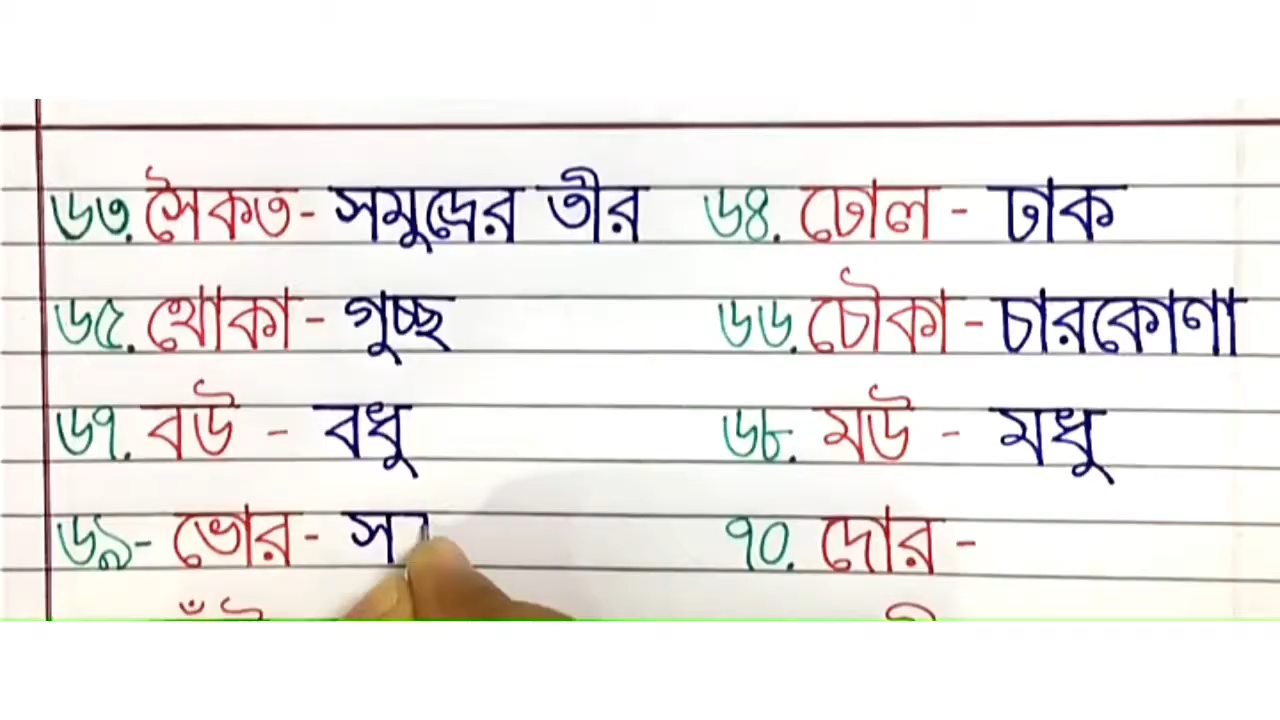 ৬৩. সৈকত - সমুদ্রের তীর ৬৪. ঢোল - ঢাক
৬৫. থোকা - গুচ্ছ ৬৬. চৌকা - চারকোণা
৬৭. বউ - বধু ৬৮. মউ - মধু
৬৯- ভোর - স ৭০. দোর -